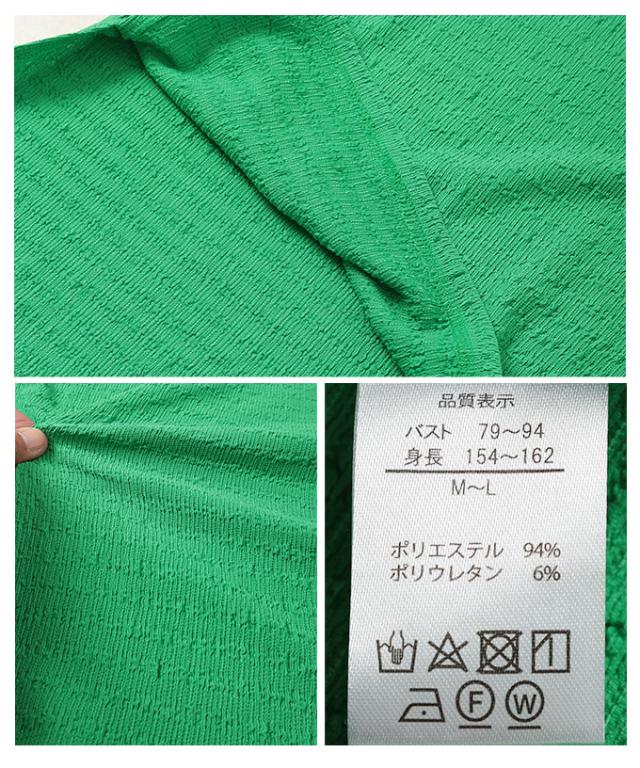 品質表示
バスト 79～94
身長 154～162
M～L
ポリエステル 94%
ポリウレタン 6%
F W